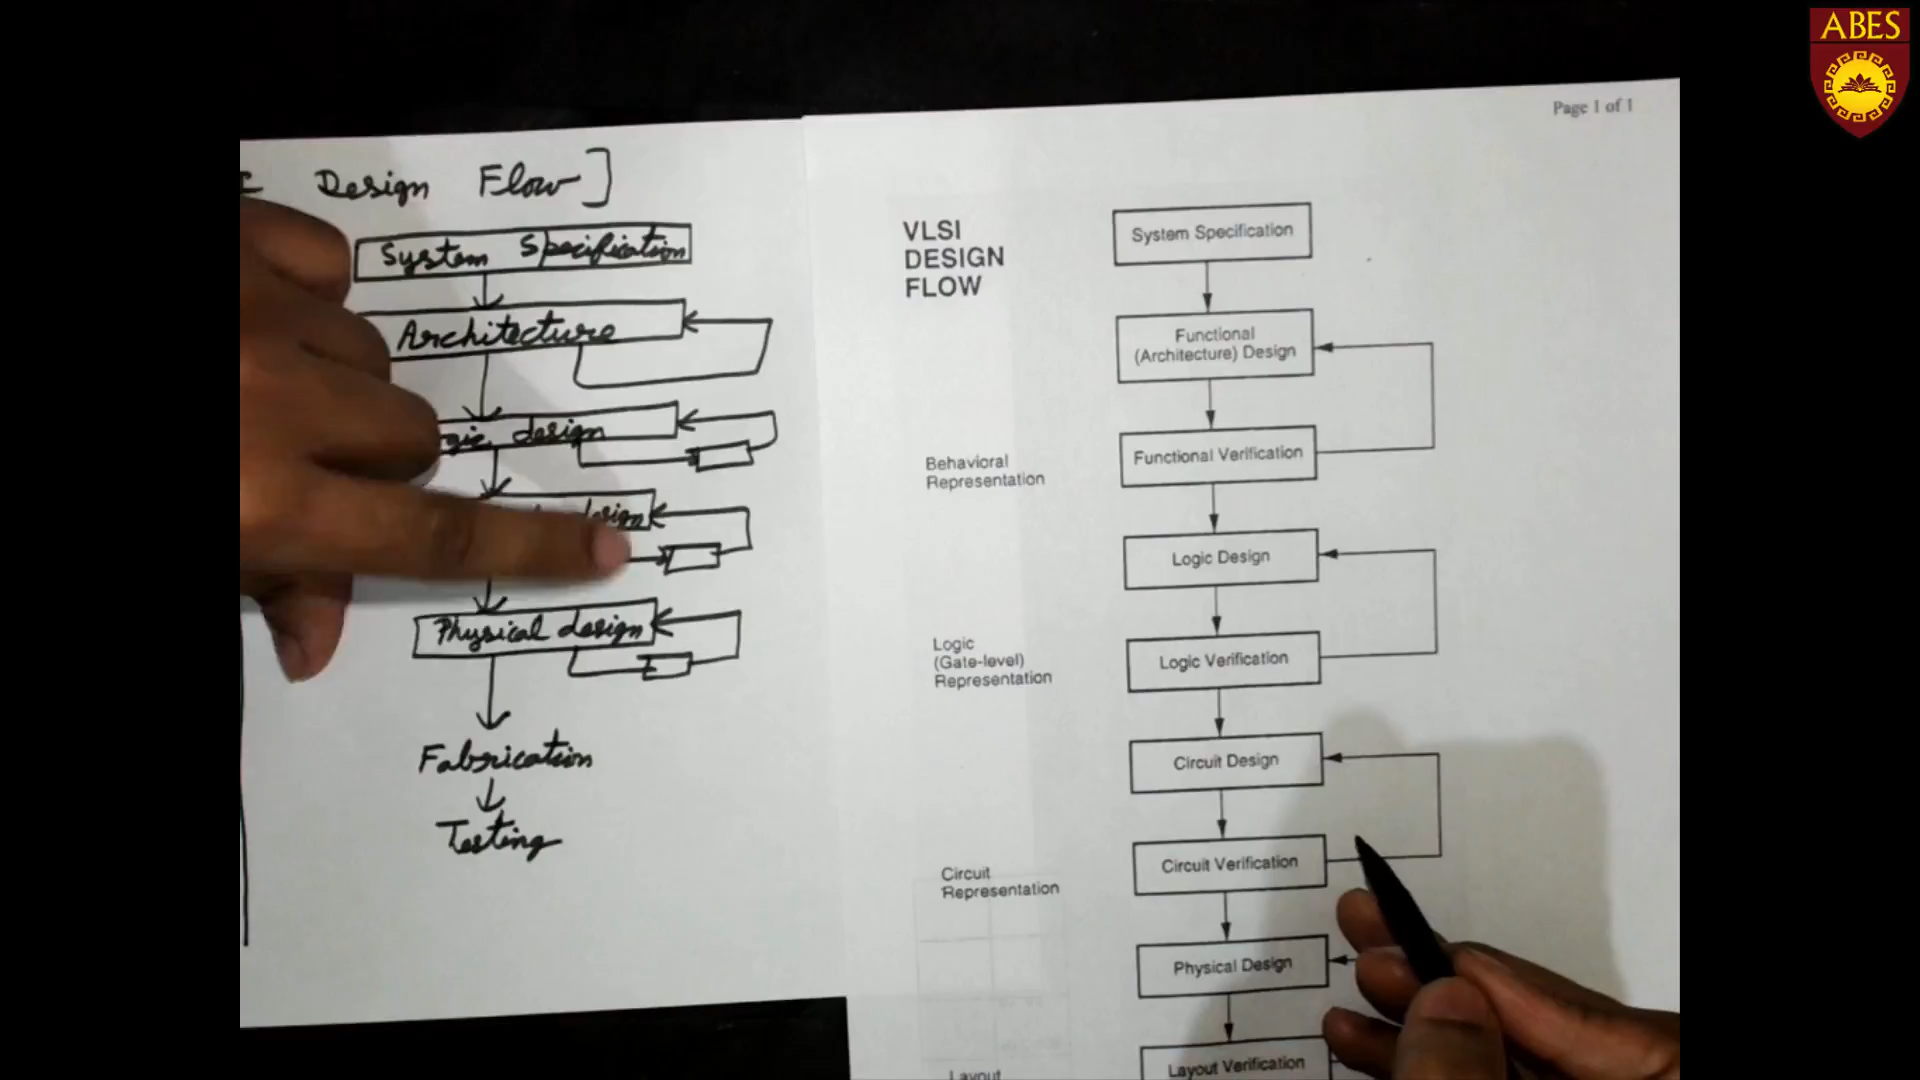 ABES
Design Flow]
System Specification
Architecture
design
design
Physical design
Fabrication
Testing
Page 1 of 1
VLSI
DESIGN
FLOW
System Specification
Functional
(Architecture) Design
Functional Verification
Behavioral
Representation
Logic Design
Logic
(Gate-level)
Representation
Logic Verification
Circuit Design
Circuit
Representation
Circuit Verification
Physical Design
Layout Verification
Layout